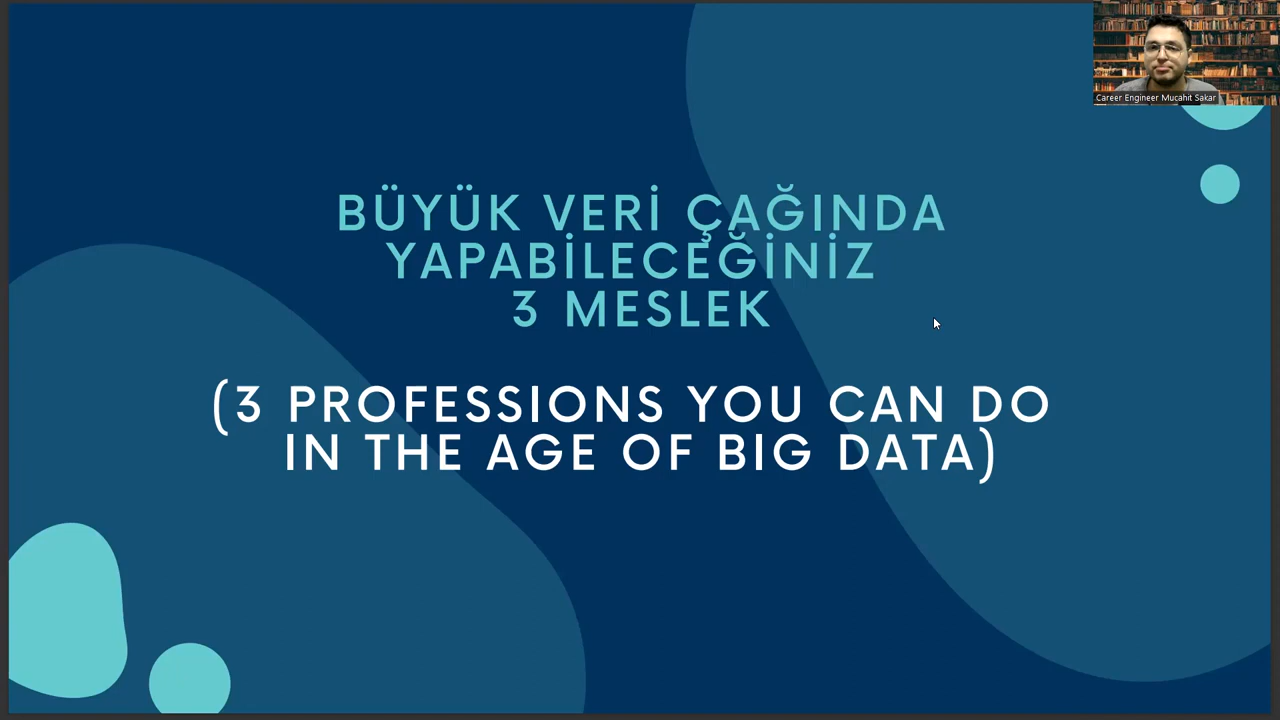 Career Engineer Mucahit Sakar
BÜYÜK VERİ ÇAĞINDA
YAPABİLECEĞİNİZ
3 MESLEK
(3 PROFESSIONS YOU CAN DO
IN THE AGE OF BIG DATA)